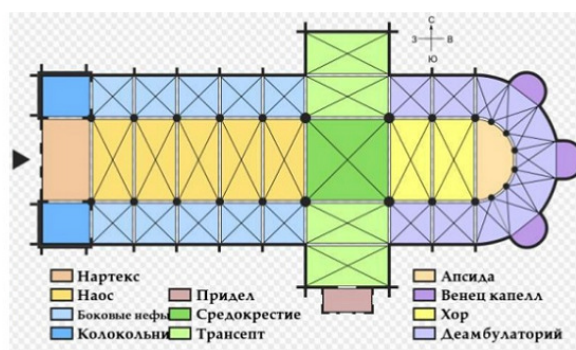 С
З В
Ю
Нартекс
Наос
Боковые нефы
Колокольни
Придел
Средокрестие
Трансепт
Апсида
Венец капелл
Хор
Деамбулаторий